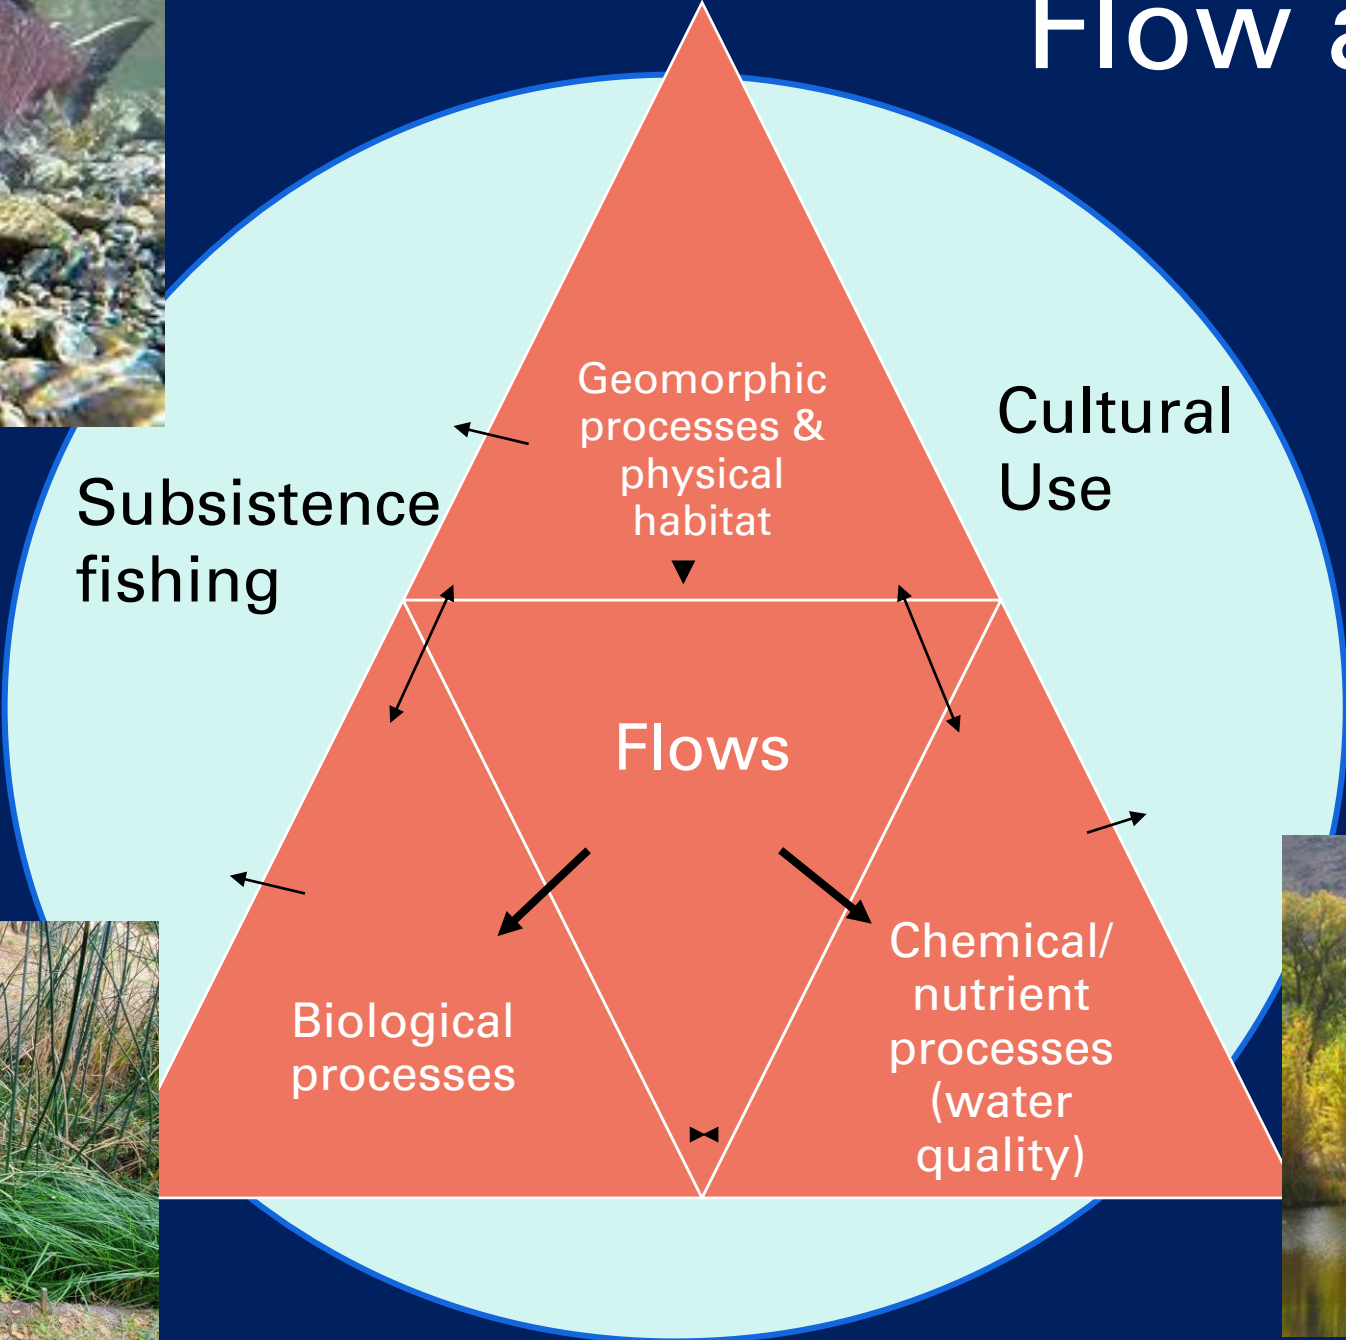 Flow a
Geomorphic
processes &
physical
habitat
Cultural
Use
Subsistence
fishing
Flows
Chemical/
nutrient
processes
(water
quality)
Biological
processes